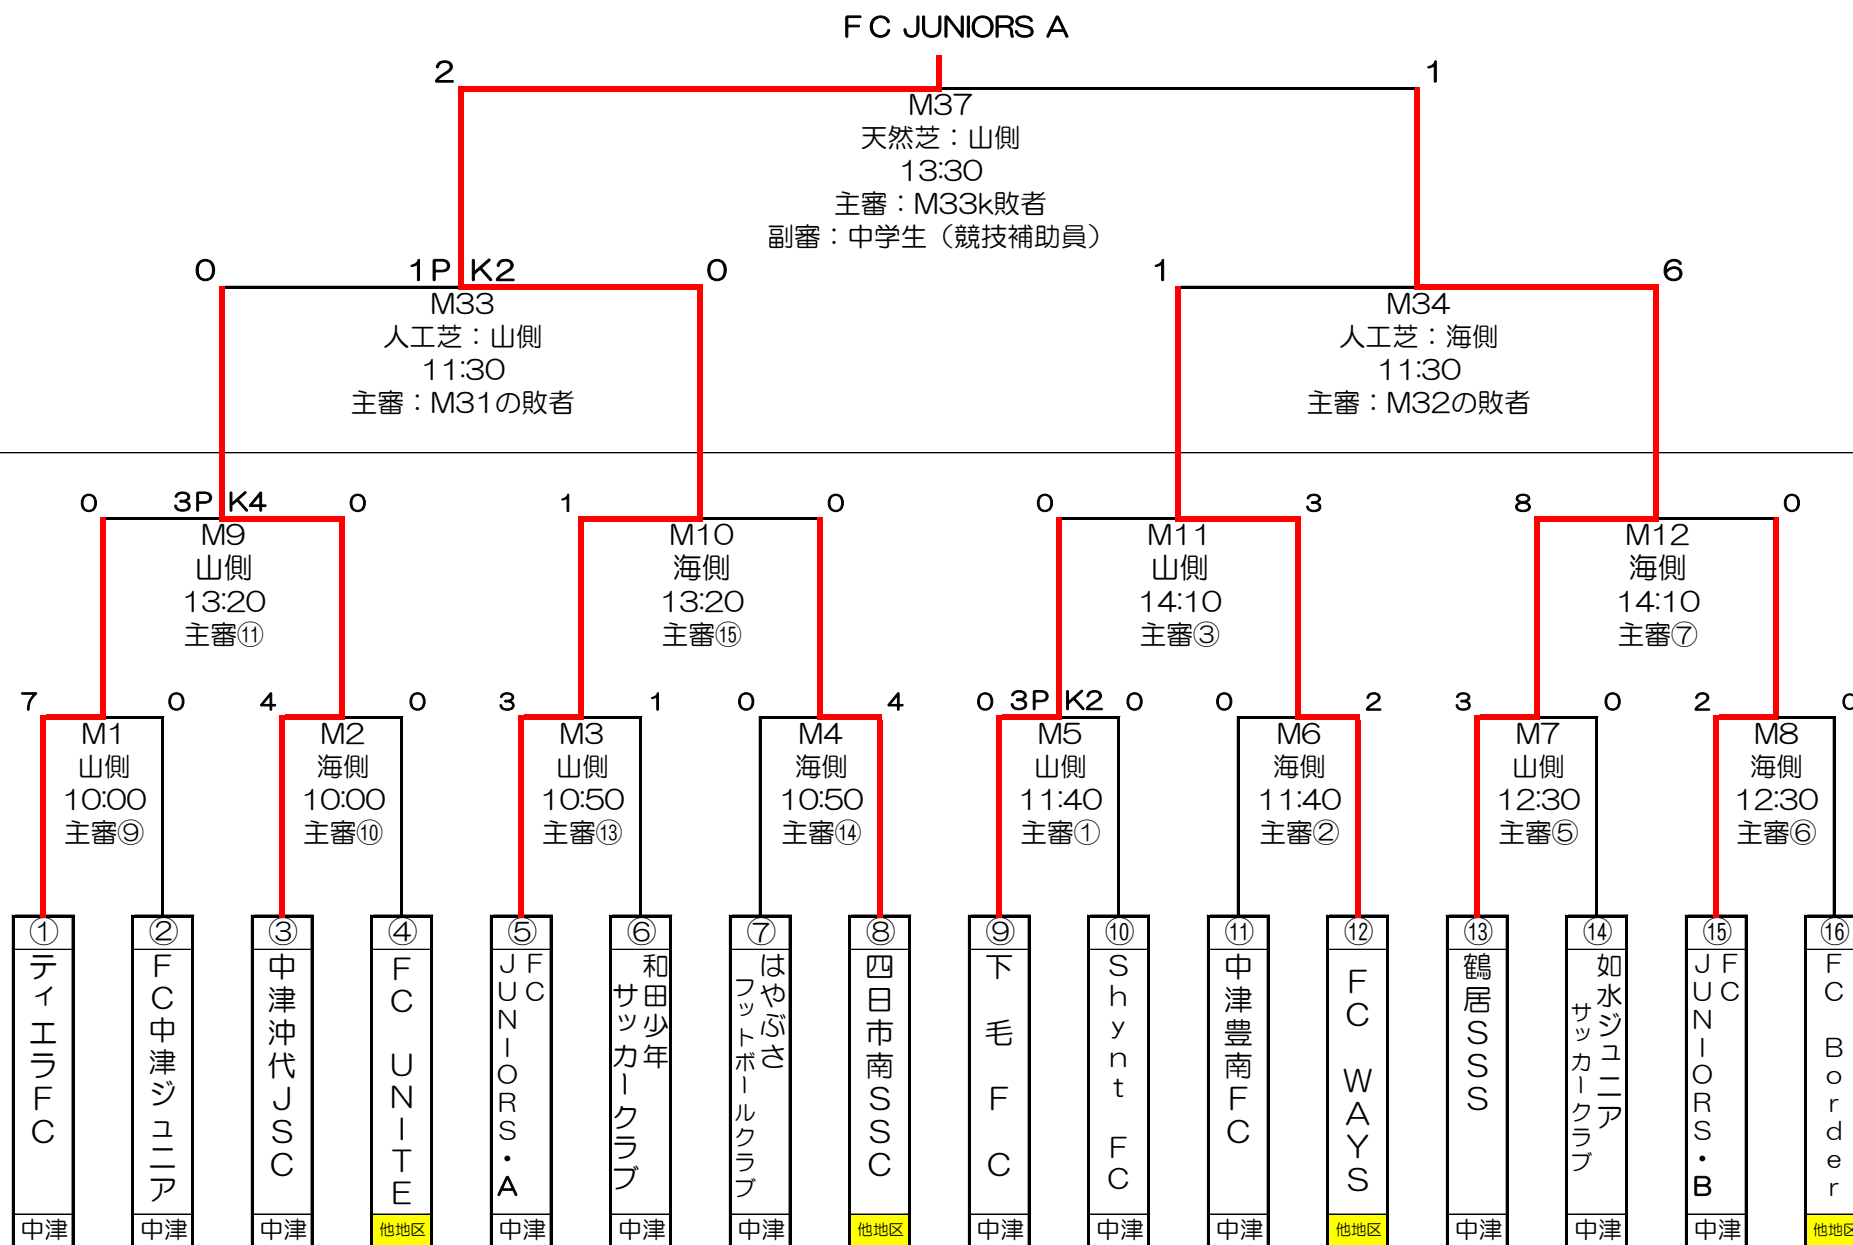 FC JUNIORS A
2
1
M37
天然芝：山側
13:30
主審：M33k敗者
副審：中学生（競技補助員）
0
1PK2
0
1
6
M33
人工芝：山側
11:30
主審：M31の敗者
M34
人工芝：海側
11:30
主審：M32の敗者
0
3PK4
0
1
0
0
3
8
0
M9
山側
13:20
主審⑪
M10
海側
13:20
主審⑮
M11
山側
14:10
主審③
M12
海側
14:10
主審⑦
7
0
4
0
3
1
0
4
0
3PK2
0
0
2
3
0
2
0
M1
山側
10:00
主審⑨
M2
海側
10:00
主審⑩
M3
山側
10:50
主審⑬
M4
海側
10:50
主審⑭
M5
山側
11:40
主審①
M6
海側
11:40
主審②
M7
山側
12:30
主審⑤
M8
海側
12:30
主審⑥
①
ティエラFC
中津
②
FC中津ジュニア
中津
③
中津沖代JSC
中津
④
FC UNITE
他地区
⑤
FC
JUNIORS・A
中津
⑥
和田少年
サッカークラブ
中津
⑦
はやぶさ
フットボールクラブ
中津
⑧
四日市南SSC
他地区
⑨
下毛FC
中津
⑩
Shynt FC
中津
⑪
中津豊南FC
中津
⑫
FC WAYS
他地区
⑬
鶴居SSS
中津
⑭
如水ジュニア
サッカークラブ
中津
⑮
FC
JUNIORS・B
中津
⑯
FC Border
他地区